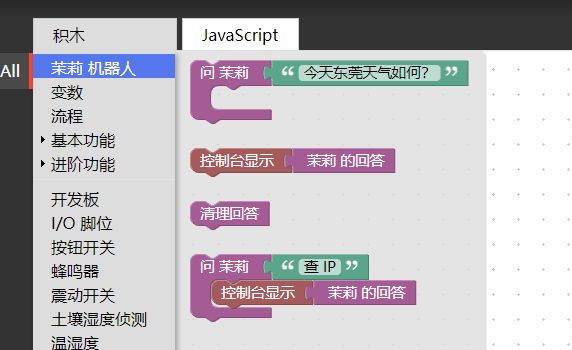 积木
JavaScript
All
茉莉 机器人
变数
流程
基本功能
进阶功能
开发板
I/O 脚位
按钮开关
蜂鸣器
震动开关
土壤湿度侦测
温湿度
问 茉莉 “ 今天东莞天气如何? ”
控制台显示 茉莉 的回答
清理回答
问 茉莉 “ 查 IP ”
控制台显示 茉莉 的回答